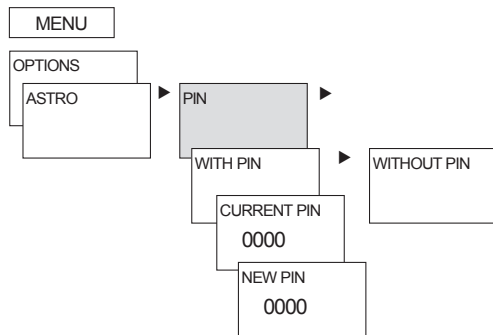 MENU
OPTIONS
ASTRO
PIN
WITH PIN
WITHOUT PIN
CURRENT PIN
0000
NEW PIN
0000